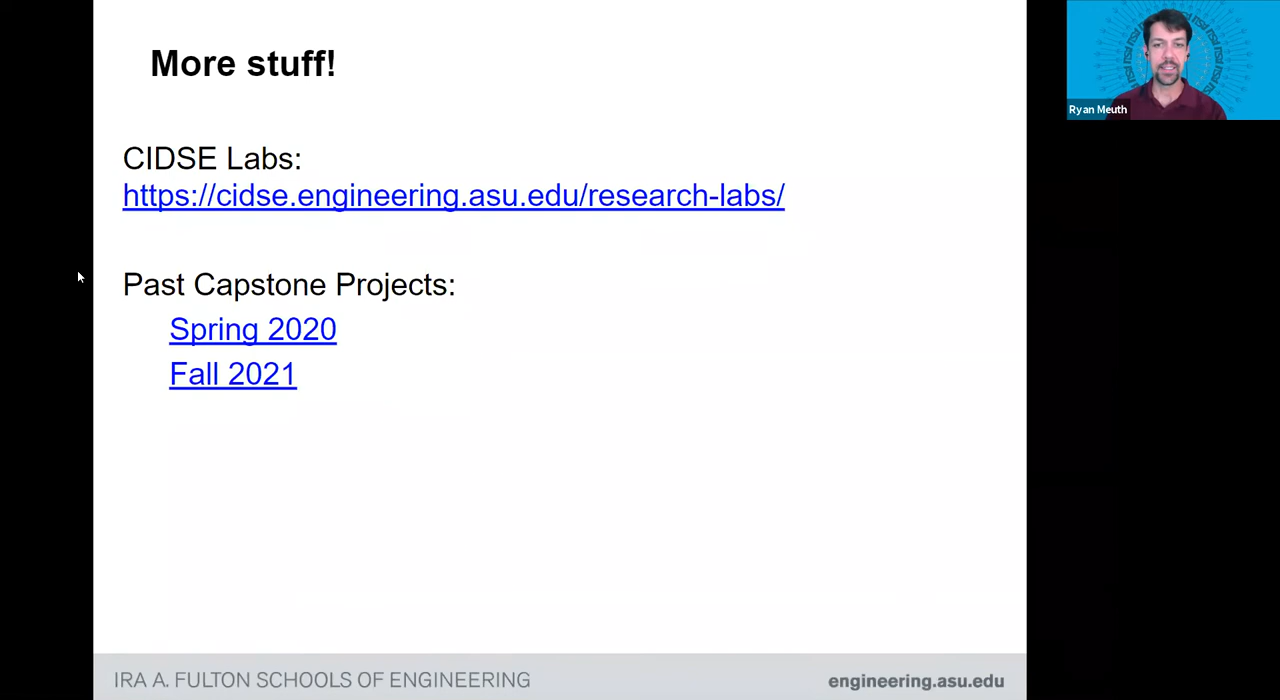 More stuff!
Ryan Meuth
CIDSE Labs:
https://cidse.engineering.asu.edu/research-labs/
Past Capstone Projects:
Spring 2020
Fall 2021
IRA A. FULTON SCHOOLS OF ENGINEERING
engineering.asu.edu